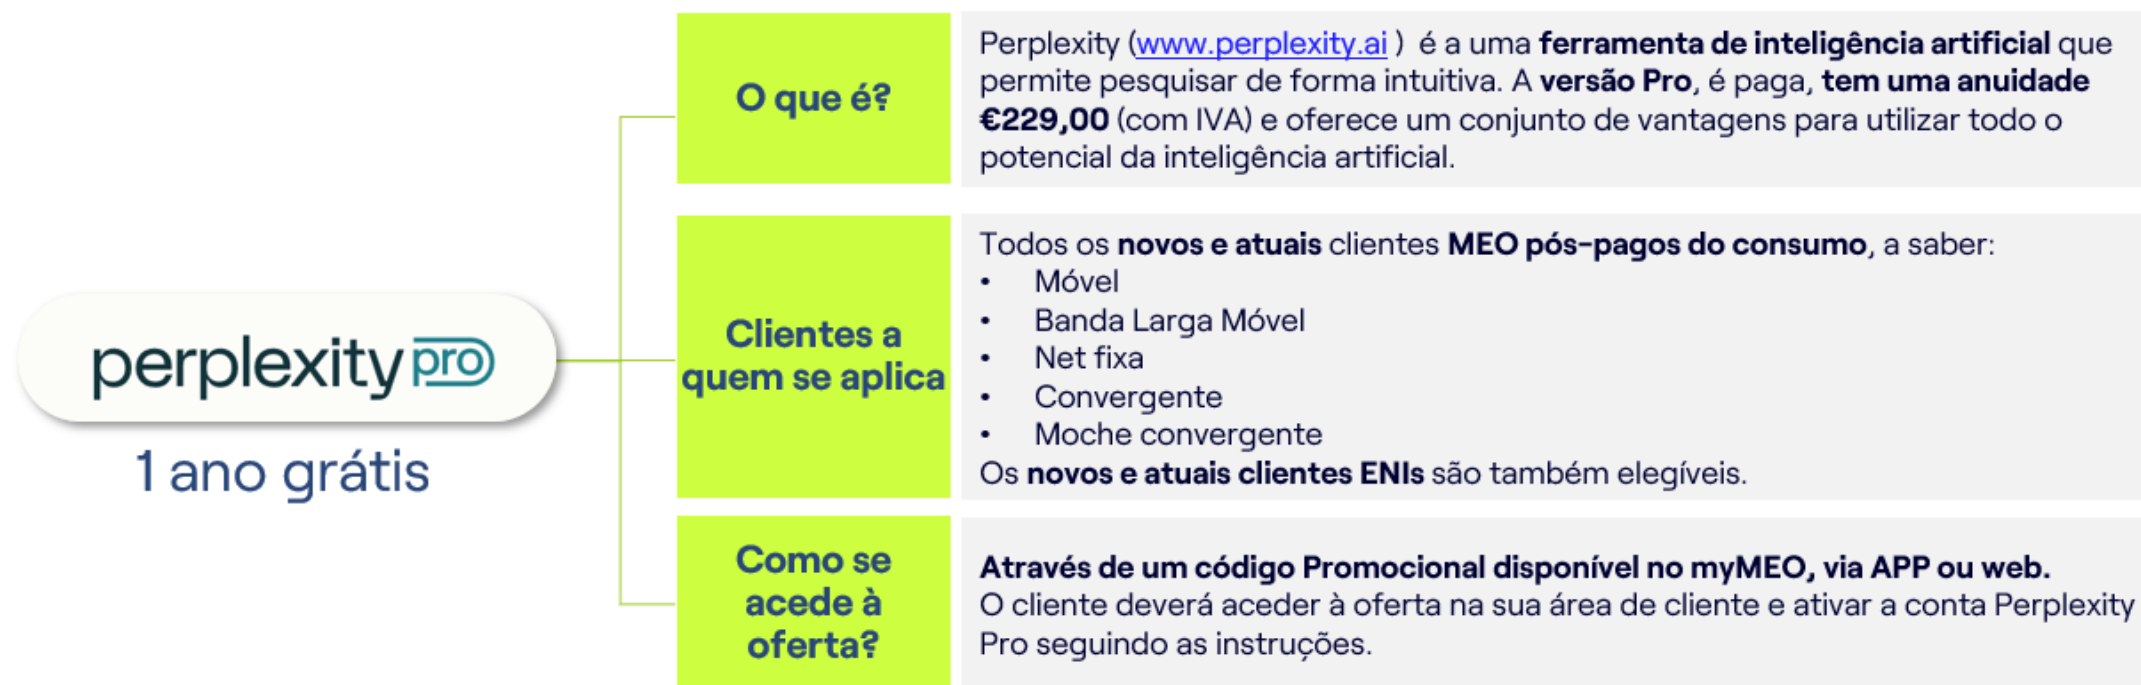 perplexity pro
1 ano grátis
O que é?
Perplexity (www.perplexity.ai ) é a uma ferramenta de inteligência artificial que
permite pesquisar de forma intuitiva. A versão Pro, é paga, tem uma anuidade
€229,00 (com IVA) e oferece um conjunto de vantagens para utilizar todo o
potencial da inteligência artificial.
Clientes a
quem se aplica
Todos os novos e atuais clientes MEO pós-pagos do consumo, a saber:
• Móvel
• Banda Larga Móvel
• Net fixa
• Convergente
• Moche convergente
Os novos e atuais clientes ENIs são também elegíveis.
Como se
acede à
oferta?
Através de um código Promocional disponível no myMEO, via APP ou web.
O cliente deverá aceder à oferta na sua área de cliente e ativar a conta Perplexity
Pro seguindo as instruções.